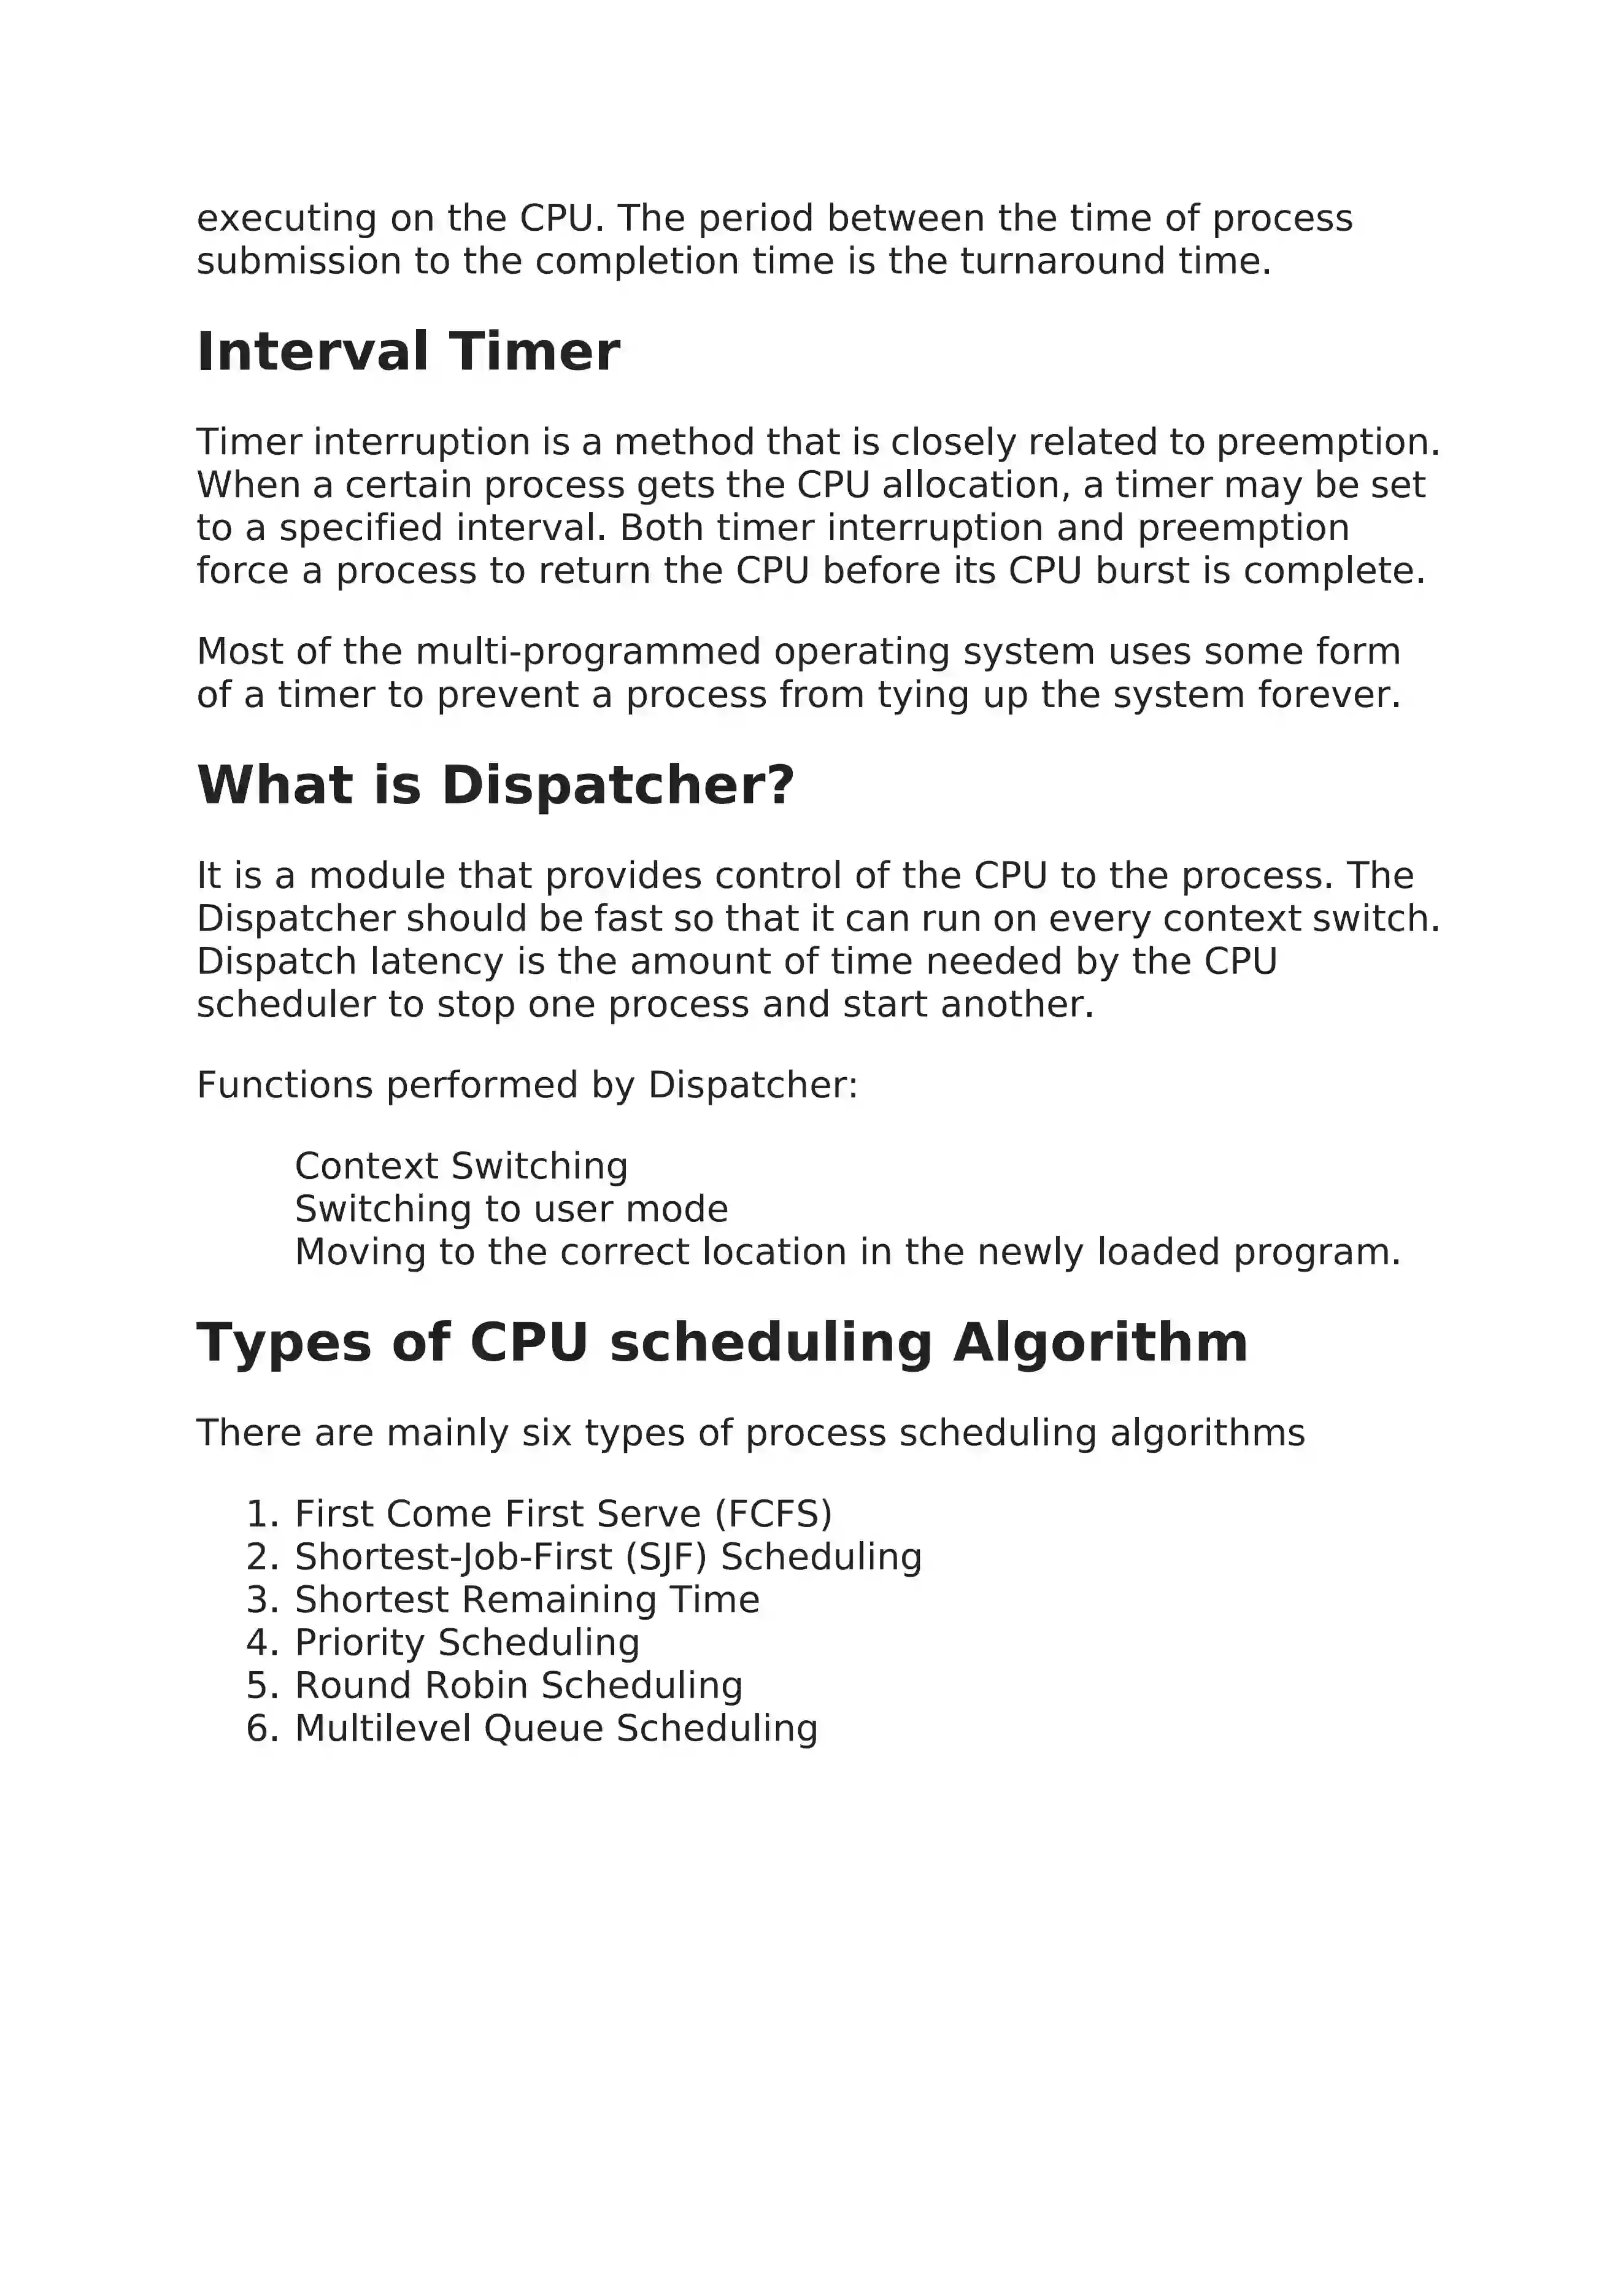 executing on the CPU. The period between the time of process
submission to the completion time is the turnaround time.
Interval Timer
Timer interruption is a method that is closely related to preemption.
When a certain process gets the CPU allocation, a timer may be set
to a specified interval. Both timer interruption and preemption
force a process to return the CPU before its CPU burst is complete.
Most of the multi-programmed operating system uses some form
of a timer to prevent a process from tying up the system forever.
What is Dispatcher?
It is a module that provides control of the CPU to the process. The
Dispatcher should be fast so that it can run on every context switch.
Dispatch latency is the amount of time needed by the CPU
scheduler to stop one process and start another.
Functions performed by Dispatcher:
Context Switching
Switching to user mode
Moving to the correct location in the newly loaded program.
Types of CPU scheduling Algorithm
There are mainly six types of process scheduling algorithms
1. First Come First Serve (FCFS)
2. Shortest-Job-First (SJF) Scheduling
3. Shortest Remaining Time
4. Priority Scheduling
5. Round Robin Scheduling
6. Multilevel Queue Scheduling